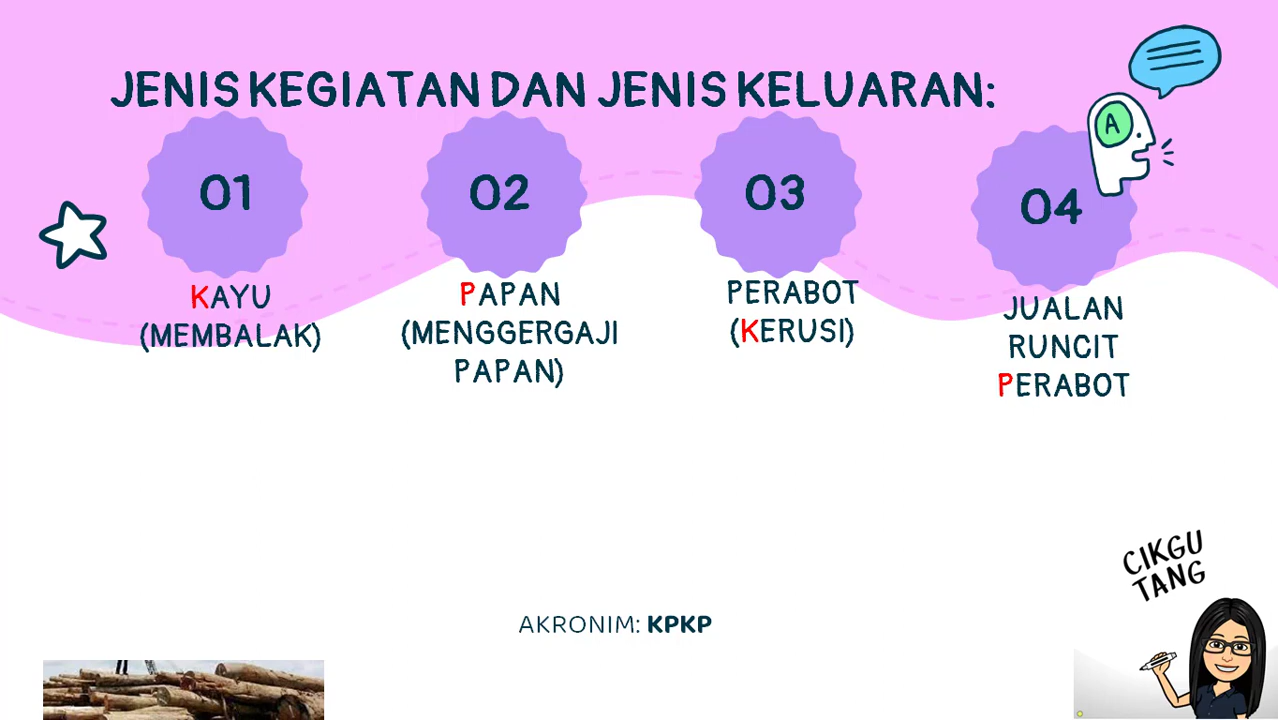 JENIS KEGIATAN DAN JENIS KELUARAN:
A
01
KAYU
(MEMBALAK)
02
PAPAN
(MENGGERGAJI
PAPAN)
03
PERABOT
(KERUSI)
04
JUALAN
RUNCIT
PERABOT
CIKGU
TANG
AKRONIM: KPKP